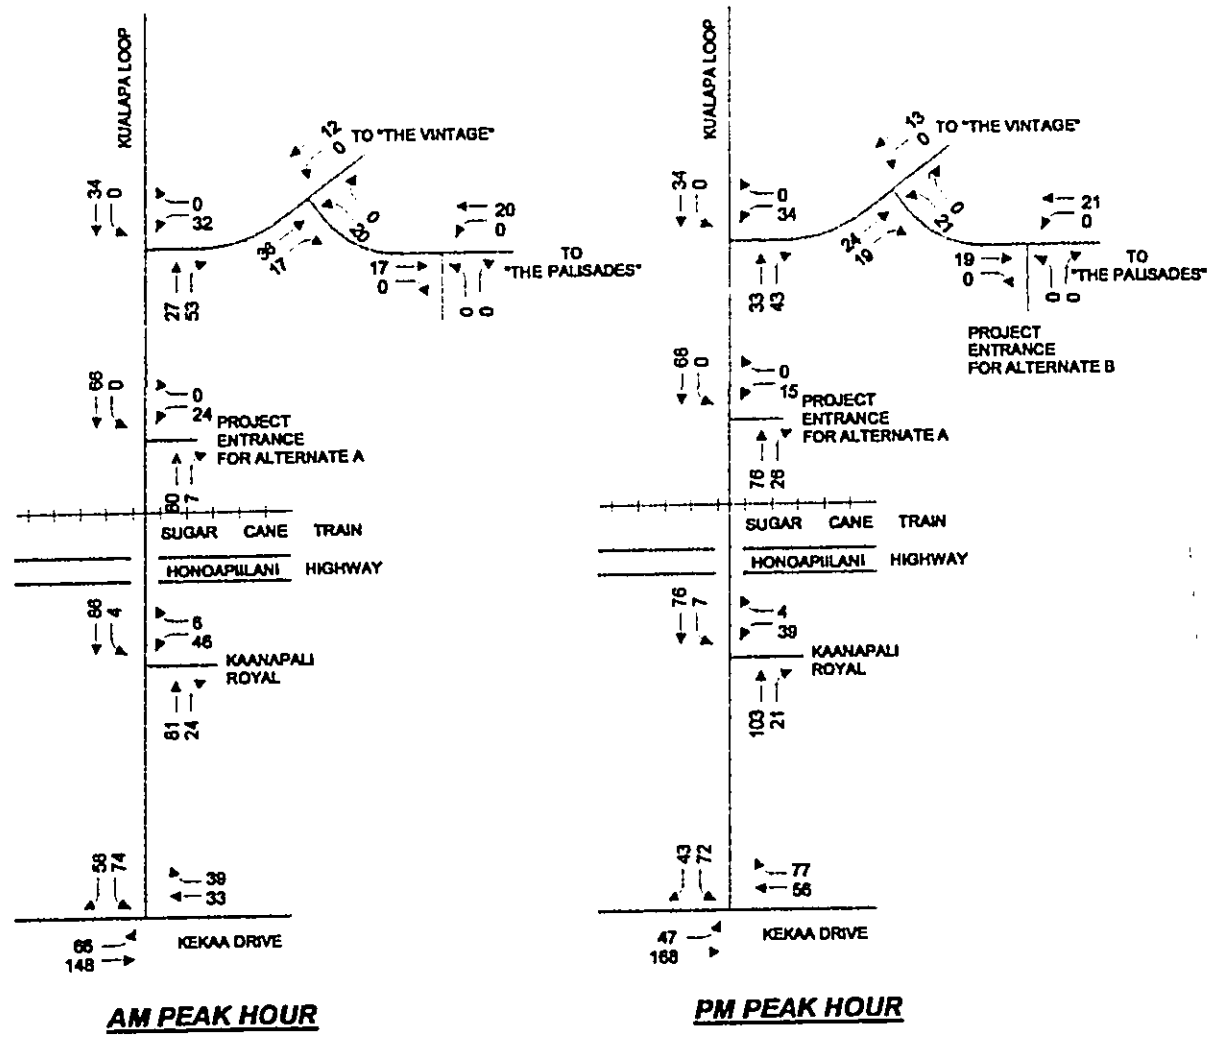 KUALAPA LOOP
12
0
TO "THE VINTAGE"
34
0
0
32
0
20
20
0
36
17
TO
"THE PALISADES"
17
0
27
53
0
0
66
0
0
24
PROJECT
ENTRANCE
FOR ALTERNATE A
80
7
SUGAR CANE TRAIN
HONOAPIILANI HIGHWAY
86
4
6
46
KAANAPALI
ROYAL
81
24
58
74
39
33
66
148
KEKAA DRIVE
AM PEAK HOUR
KUALAPA LOOP
13
0
TO "THE VINTAGE"
34
0
0
34
0
21
21
0
24
19
TO
"THE PALISADES"
19
0
33
43
0
0
PROJECT
ENTRANCE
FOR ALTERNATE B
68
0
0
15
PROJECT
ENTRANCE
FOR ALTERNATE A
76
26
SUGAR CANE TRAIN
HONOAPIILANI HIGHWAY
76
7
4
39
KAANAPALI
ROYAL
103
21
43
72
77
56
47
168
KEKAA DRIVE
PM PEAK HOUR